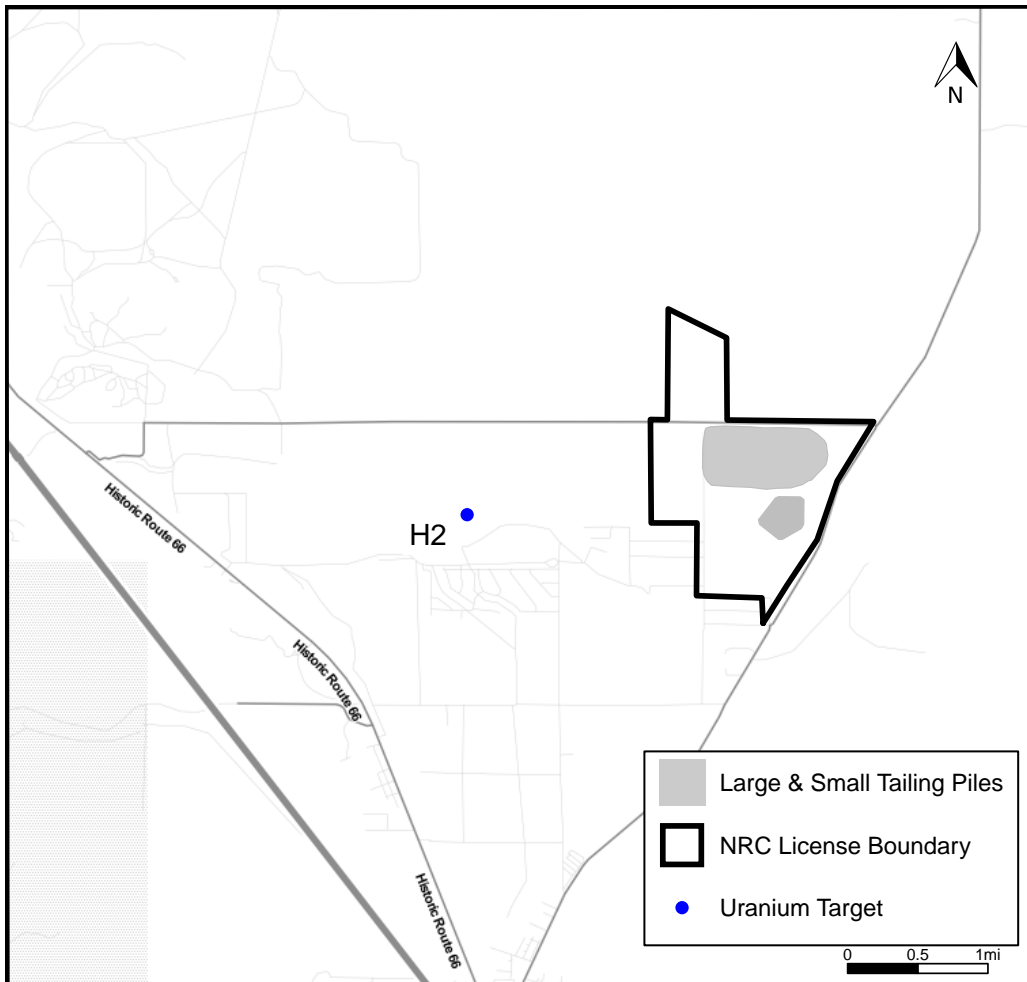 N
Historic Route 66
H2
Historic Route 66
Large & Small Tailing Piles
NRC License Boundary
Historic Route 66
Uranium Target
0 0.5 1mi